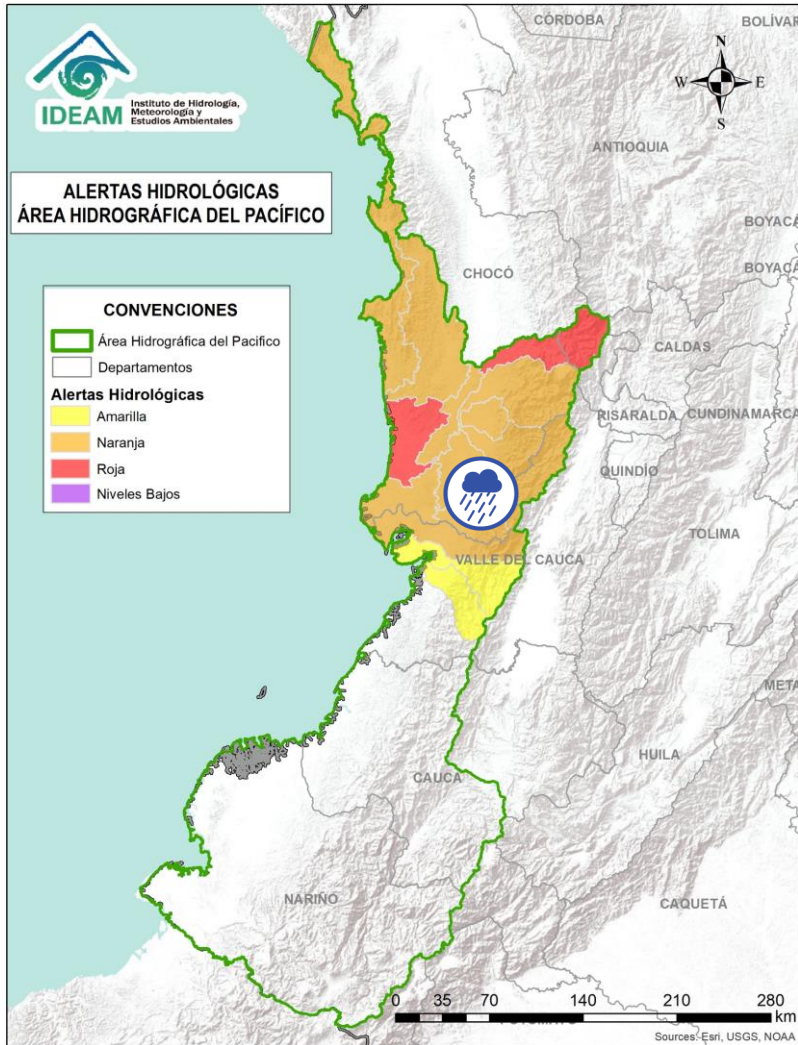 IDEAM
Instituto de Hidrología,
Meteorología y
Estudios Ambientales
ALERTAS HIDROLÓGICAS
ÁREA HIDROGRÁFICA DEL PACÍFICO
CONVENCIONES
Área Hidrográfica del Pacifico
Departamentos
Alertas Hidrológicas
Amarilla
Naranja
Roja
Niveles Bajos
N
W
E
S
CÓRDOBA
BOLÍVAR
ANTIOQUIA
BOYACÁ
BOYACÁ
CHOCÓ
CALDAS
RISARALDA
CUNDINAMARCA
QUINDÍO
TOLIMA
VALLE DEL CAUCA
META
HUILA
CAUCA
NARIÑO
CAQUETÁ
0 35 70 140 210 280
km
Sources: Esri, USGS, NOAA